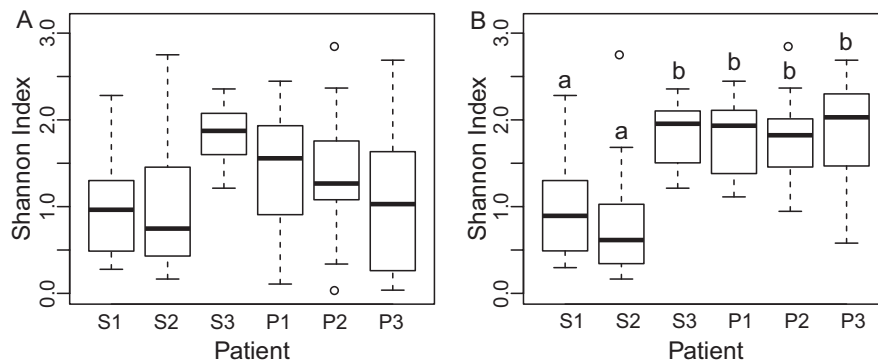 A
Shannon Index
3.0
2.0
1.0
0.0
S1 S2 S3 P1 P2 P3
Patient
B
Shannon Index
3.0
2.0
1.0
0.0
a a b b b b
S1 S2 S3 P1 P2 P3
Patient